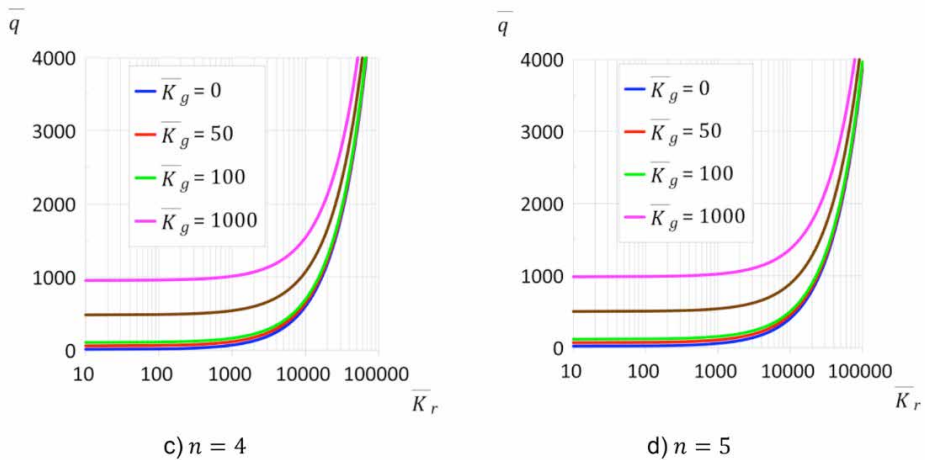 q̅
4000
3000
2000
1000
0
10 100 1000 10000 100000
K̅ r
K̅ g = 0
K̅ g = 50
K̅ g = 100
K̅ g = 1000
c) n = 4
q̅
4000
3000
2000
1000
0
10 100 1000 10000 100000
K̅ r
K̅ g = 0
K̅ g = 50
K̅ g = 100
K̅ g = 1000
d) n = 5